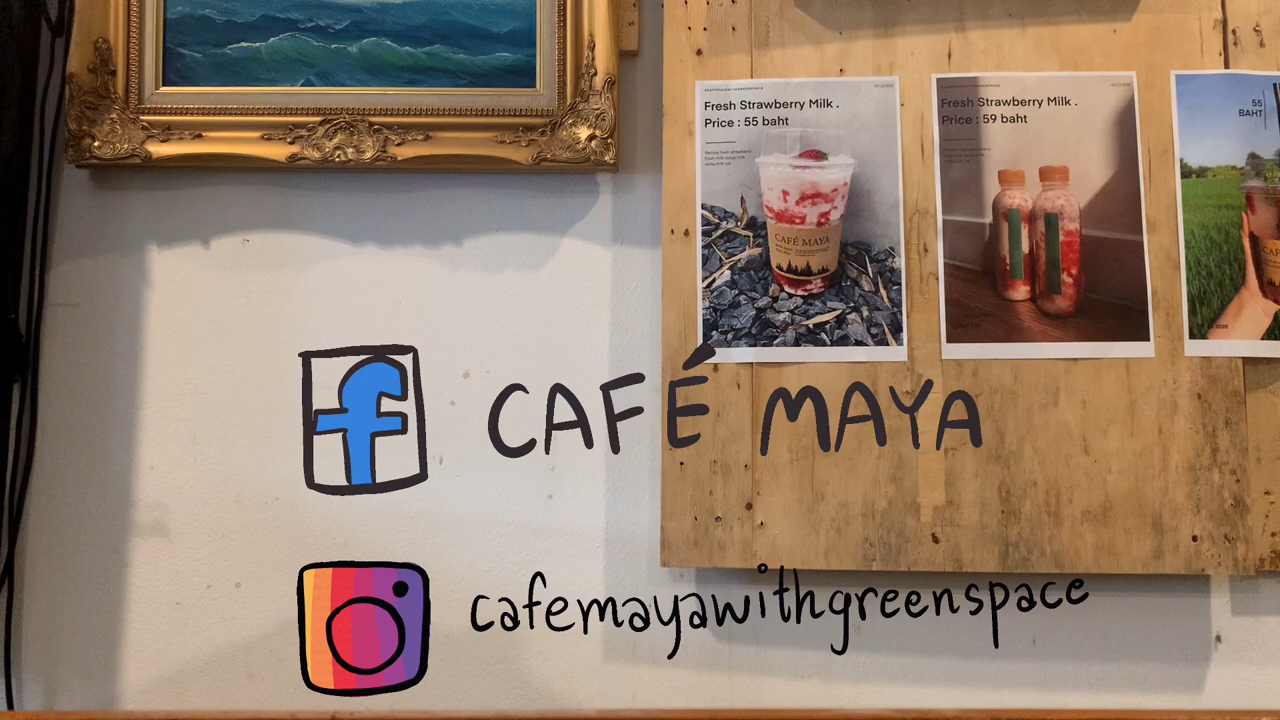 Fresh Strawberry Milk .
Price : 55 baht
CAFÉ MAYA
Fresh Strawberry Milk .
Price : 59 baht
55
BAHT
CAFÉ MAYA
cafemayawithgreenspace